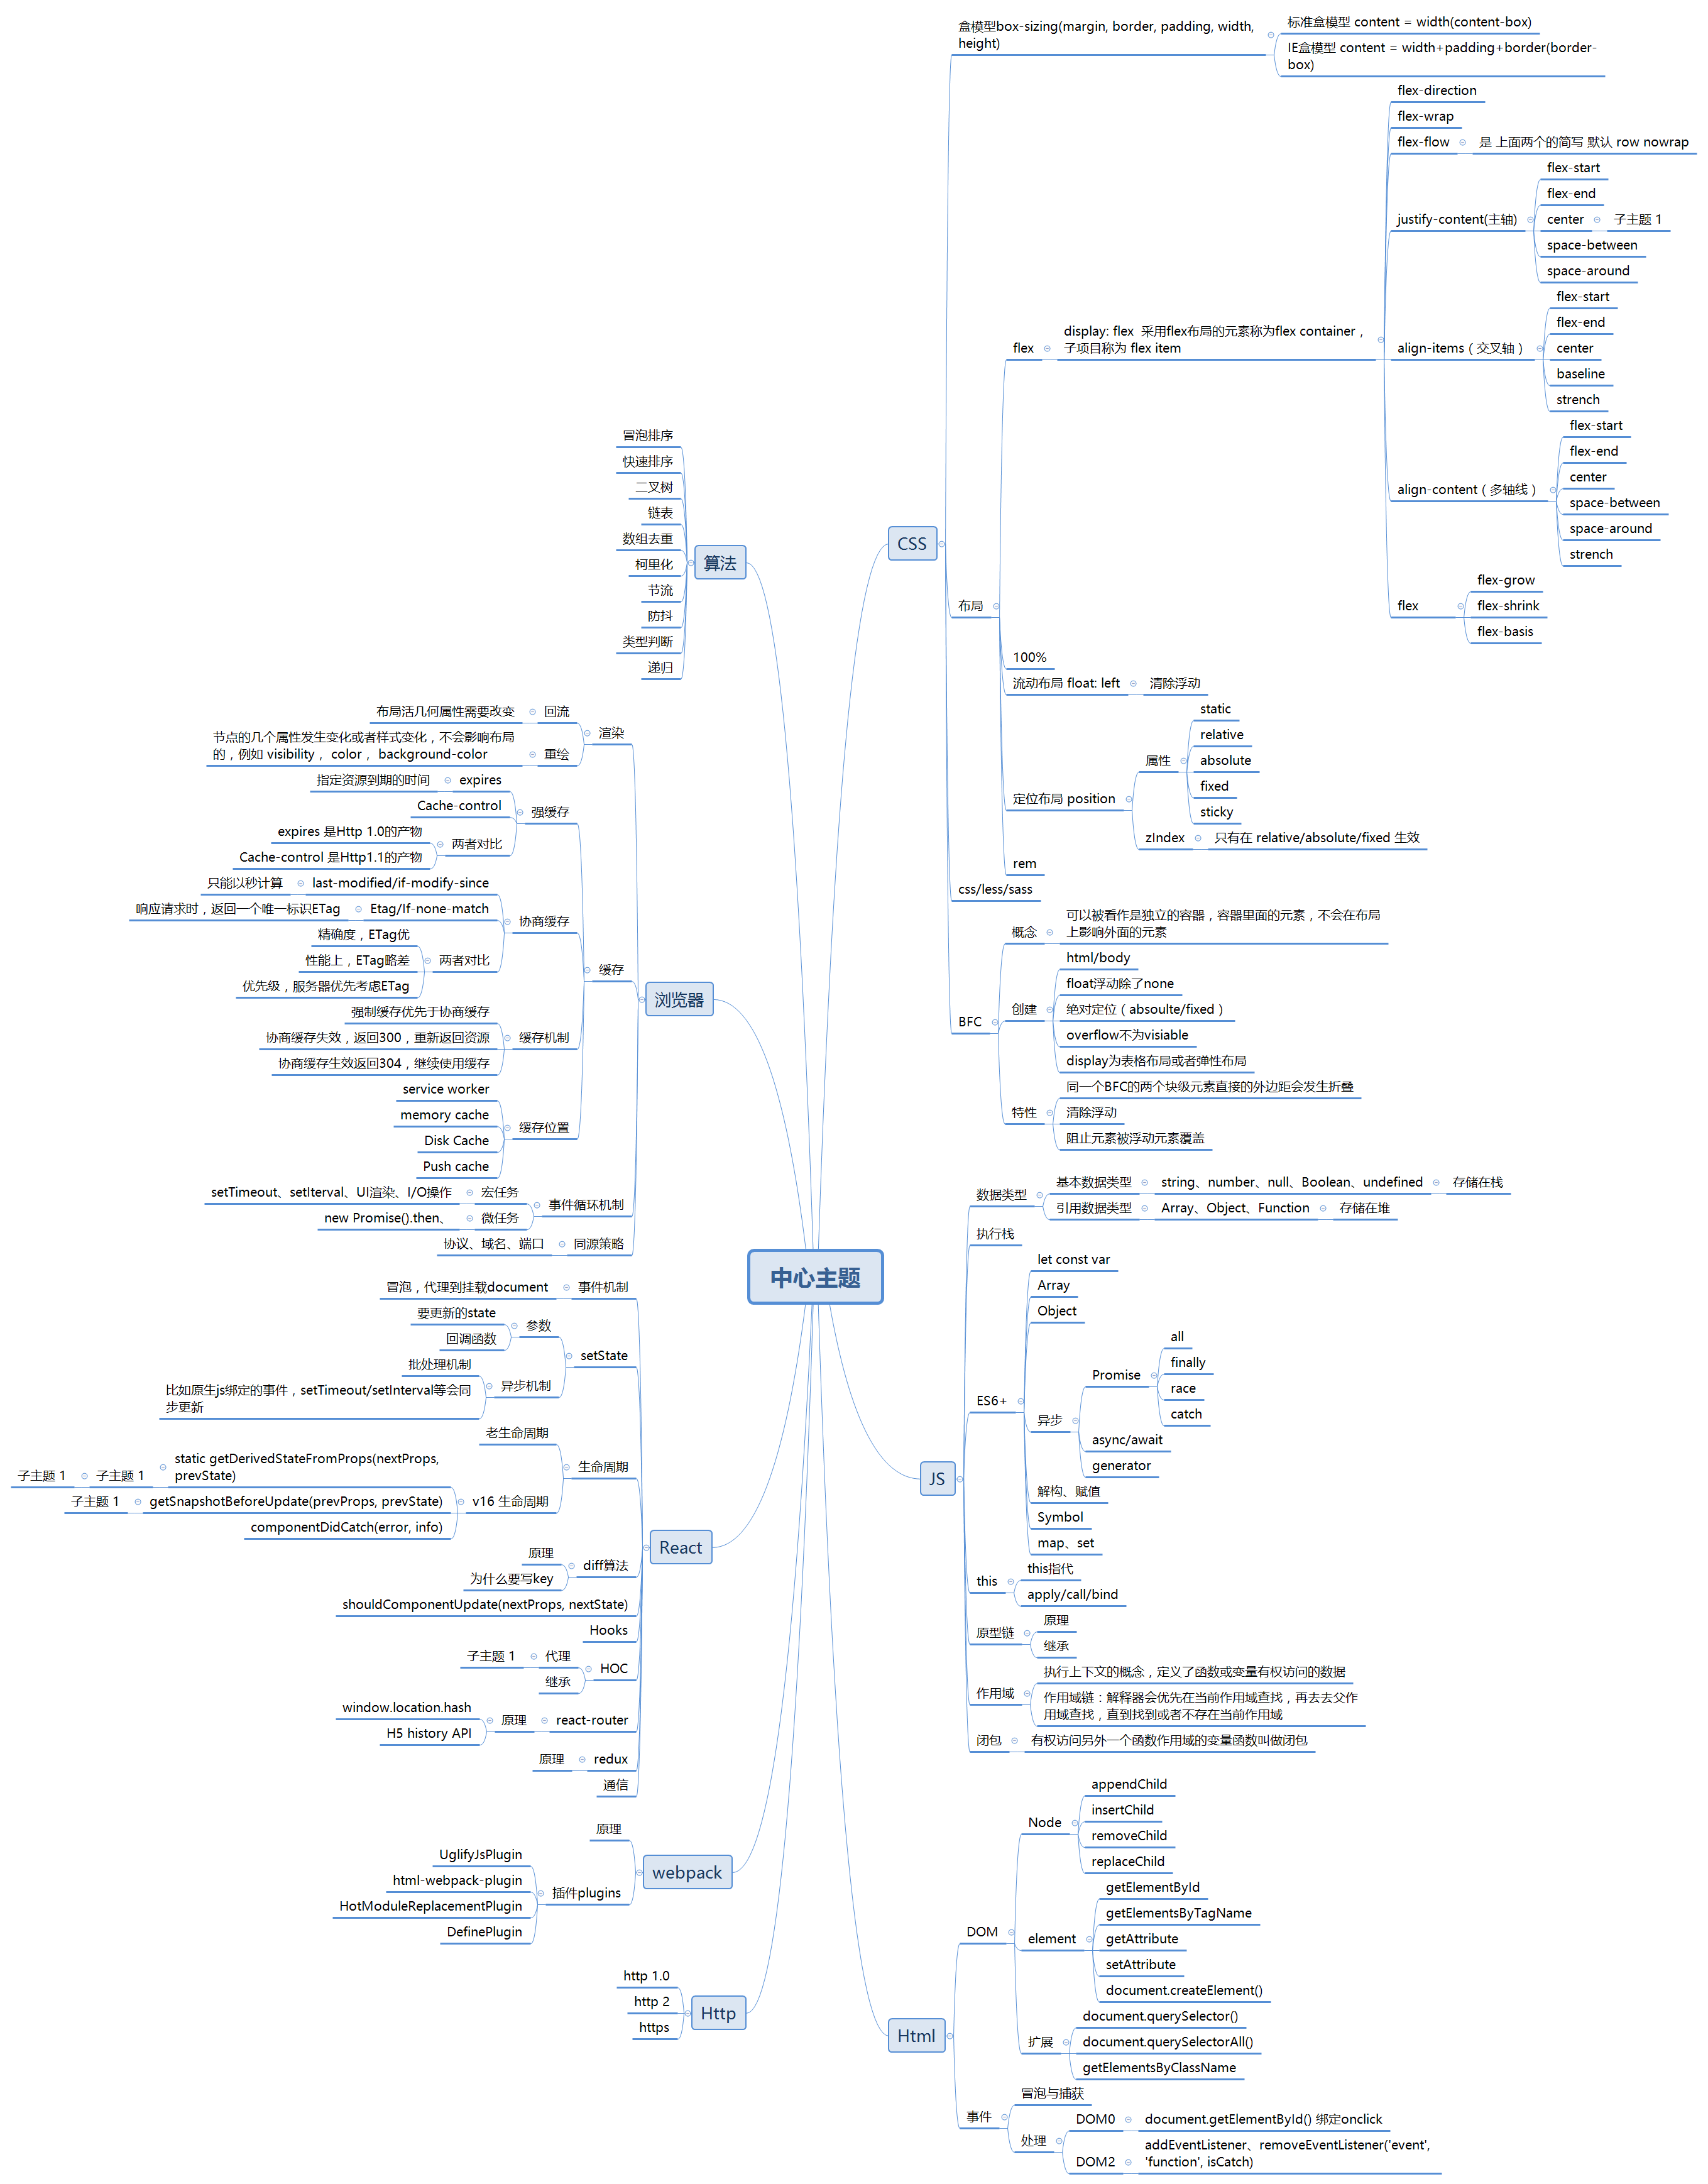 中心主题
CSS
盒模型box-sizing(margin, border, padding, width,
height)
标准盒模型 content = width(content-box)
IE盒模型 content = width+padding+border(border-
box)
布局
flex
display: flex  采用flex布局的元素称为flex container，
子项目称为 flex item
flex-direction
flex-wrap
flex-flow
是 上面两个的简写 默认 row nowrap
justify-content(主轴)
flex-start
flex-end
center
子主题 1
space-between
space-around
align-items（交叉轴）
flex-start
flex-end
center
baseline
strench
align-content（多轴线）
flex-start
flex-end
center
space-between
space-around
strench
flex
flex-grow
flex-shrink
flex-basis
100%
流动布局 float: left
清除浮动
定位布局 position
属性
static
relative
absolute
fixed
sticky
zIndex
只有在 relative/absolute/fixed 生效
rem
css/less/sass
BFC
概念
可以被看作是独立的容器，容器里面的元素，不会在布局
上影响外面的元素
创建
html/body
float浮动除了none
绝对定位（absoulte/fixed）
overflow不为visiable
display为表格布局或者弹性布局
特性
同一个BFC的两个块级元素直接的外边距会发生折叠
清除浮动
阻止元素被浮动元素覆盖
JS
数据类型
基本数据类型
string、number、null、Boolean、undefined
存储在栈
引用数据类型
Array、Object、Function
存储在堆
执行栈
ES6+
let const var
Array
Object
异步
Promise
all
finally
race
catch
async/await
generator
解构、赋值
Symbol
map、set
this
this指代
apply/call/bind
原型链
原理
继承
作用域
执行上下文的概念，定义了函数或变量有权访问的数据
作用域链：解释器会优先在当前作用域查找，再去去父作
用域查找，直到找到或者不存在当前作用域
闭包
有权访问另外一个函数作用域的变量函数叫做闭包
Html
DOM
Node
appendChild
insertChild
removeChild
replaceChild
element
getElementById
getElementsByTagName
getAttribute
setAttribute
document.createElement()
扩展
document.querySelector()
document.querySelectorAll()
getElementsByClassName
事件
冒泡与捕获
处理
DOM0
document.getElementById() 绑定onclick
DOM2
addEventListener、removeEventListener('event',
'function', isCatch)
算法
冒泡排序
快速排序
二叉树
链表
数组去重
柯里化
节流
防抖
类型判断
递归
浏览器
渲染
回流
布局活几何属性需要改变
重绘
节点的几个属性发生变化或者样式变化，不会影响布局
的，例如 visibility ，color ，background-color
缓存
强缓存
expires
指定资源到期的时间
Cache-control
两者对比
expires 是Http 1.0的产物
Cache-control 是Http1.1的产物
协商缓存
last-modified/if-modify-since
只能以秒计算
Etag/If-none-match
响应请求时，返回一个唯一标识ETag
两者对比
精确度，ETag优
性能上，ETag略差
优先级，服务器优先考虑ETag
缓存机制
强制缓存优先于协商缓存
协商缓存失效，返回300，重新返回资源
协商缓存生效返回304，继续使用缓存
缓存位置
service worker
memory cache
Disk Cache
Push cache
事件循环机制
宏任务
setTimeout、setIterval、UI渲染、I/O操作
微任务
new Promise().then、
同源策略
协议、域名、端口
React
事件机制
冒泡，代理到挂载document
setState
参数
要更新的state
回调函数
异步机制
批处理机制
比如原生js绑定的事件，setTimeout/setInterval等会同
步更新
生命周期
老生命周期
v16 生命周期
static getDerivedStateFromProps(nextProps,
prevState)
子主题 1
子主题 1
getSnapshotBeforeUpdate(prevProps, prevState)
子主题 1
componentDidCatch(error, info)
diff算法
原理
为什么要写key
shouldComponentUpdate(nextProps, nextState)
Hooks
HOC
代理
子主题 1
继承
react-router
原理
window.location.hash
H5 history API
redux
原理
通信
webpack
原理
插件plugins
UglifyJsPlugin
html-webpack-plugin
HotModuleReplacementPlugin
DefinePlugin
Http
http 1.0
http 2
https